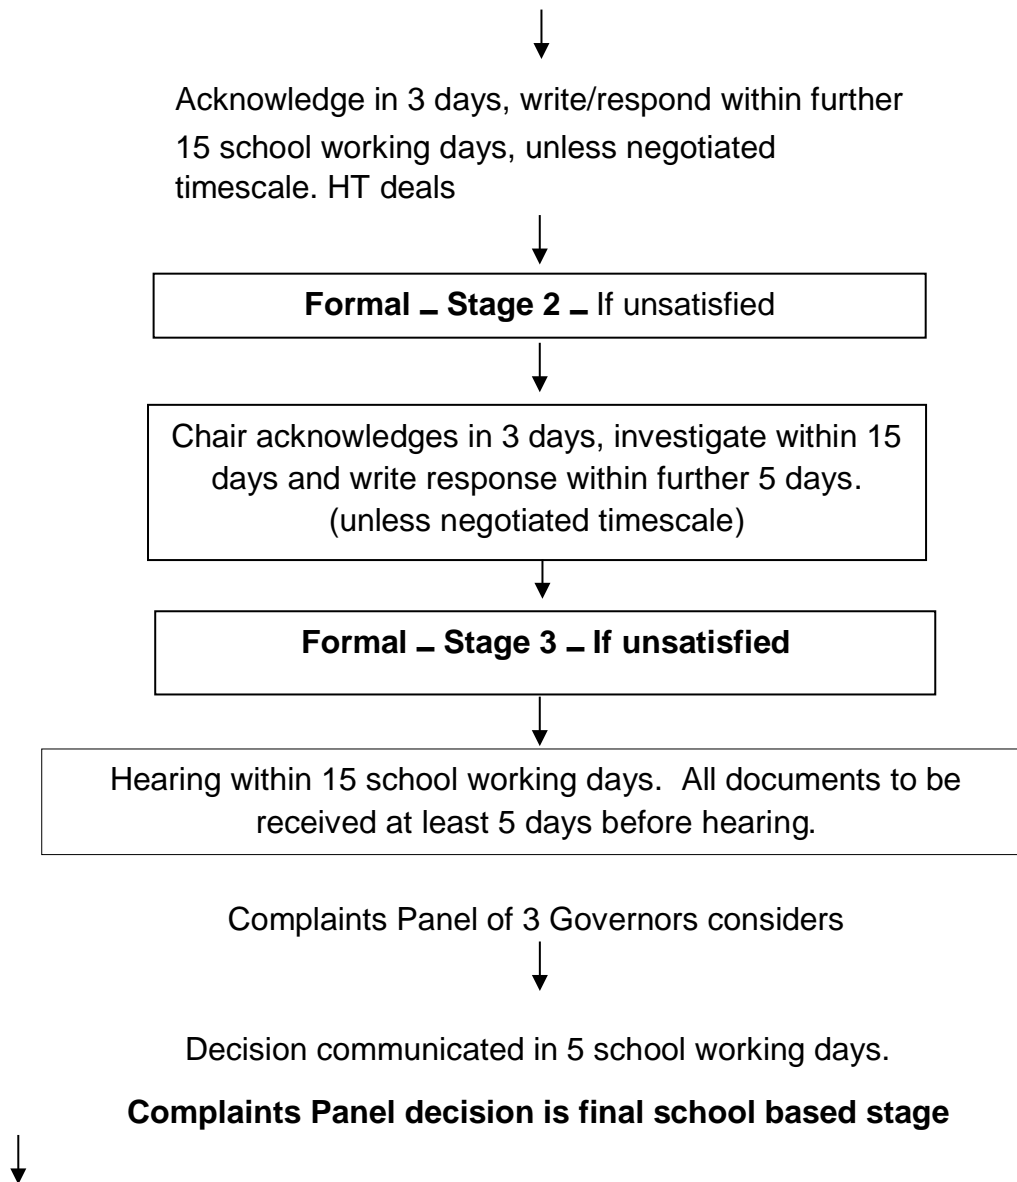 Acknowledge in 3 days, write/respond within further
15 school working days, unless negotiated
timescale. HT deals
Formal – Stage 2 – If unsatisfied
Chair acknowledges in 3 days, investigate within 15
days and write response within further 5 days.
(unless negotiated timescale)
Formal – Stage 3 – If unsatisfied
Hearing within 15 school working days.  All documents to be
received at least 5 days before hearing.
Complaints Panel of 3 Governors considers
Decision communicated in 5 school working days.
Complaints Panel decision is final school based stage